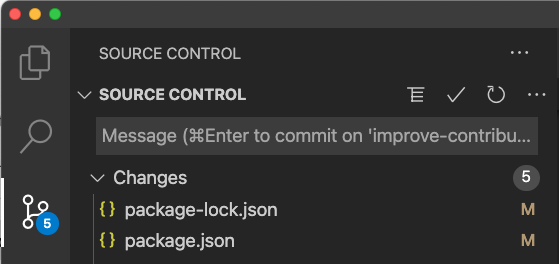 SOURCE CONTROL
SOURCE CONTROL
Message (⌘Enter to commit on 'improve-contribu...
Changes 5
{} package-lock.json M
5
{} package.json M